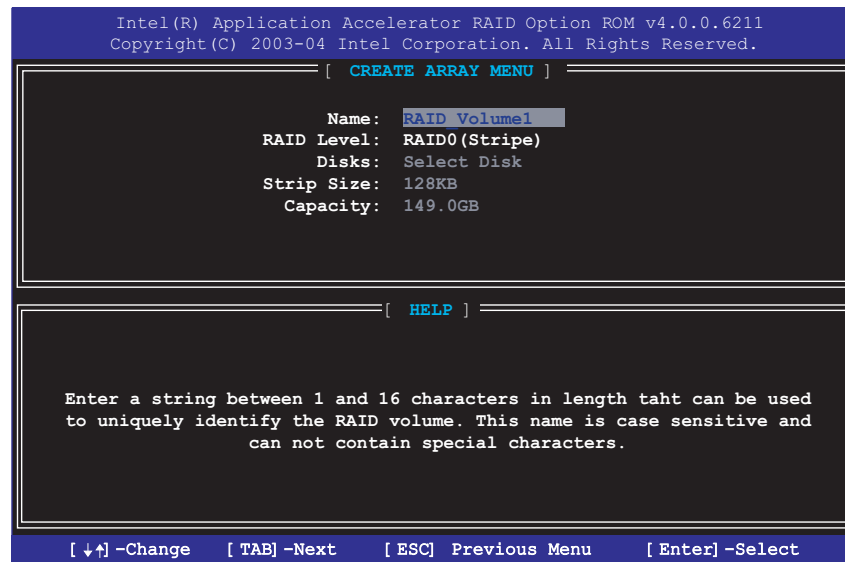 Intel(R) Application Accelerator RAID Option ROM v4.0.0.6211
Copyright(C) 2003-04 Intel Corporation. All Rights Reserved.
[ CREATE ARRAY MENU ]
Name: RAID_Volume1
RAID Level: RAID0(Stripe)
Disks: Select Disk
Strip Size: 128KB
Capacity: 149.0GB
[ HELP ]
Enter a string between 1 and 16 characters in length taht can be used
to uniquely identify the RAID volume. This name is case sensitive and
can not contain special characters.
[↓↑]-Change [TAB]-Next [ESC] Previous Menu [Enter]-Select